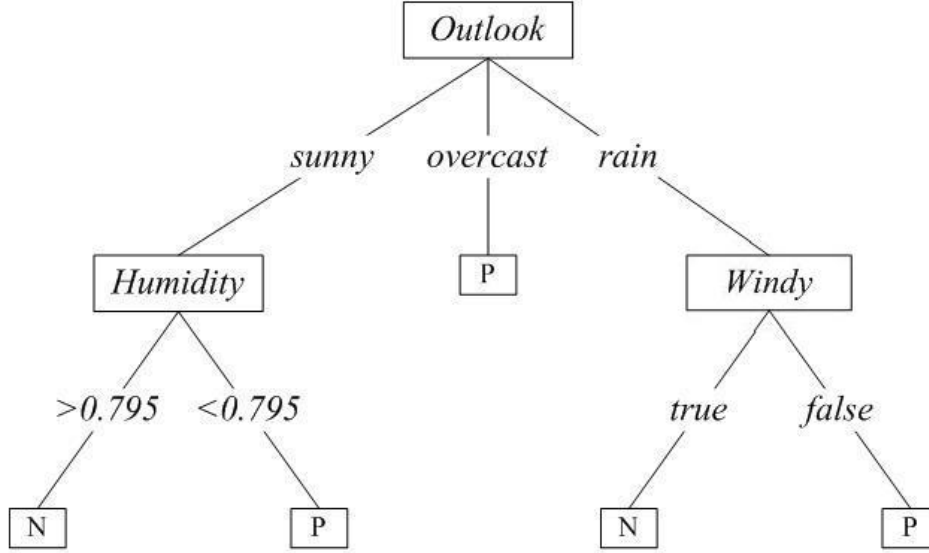 Outlook
sunny overcast rain
Humidity P Windy
>0.795 <0.795 true false
N P N P